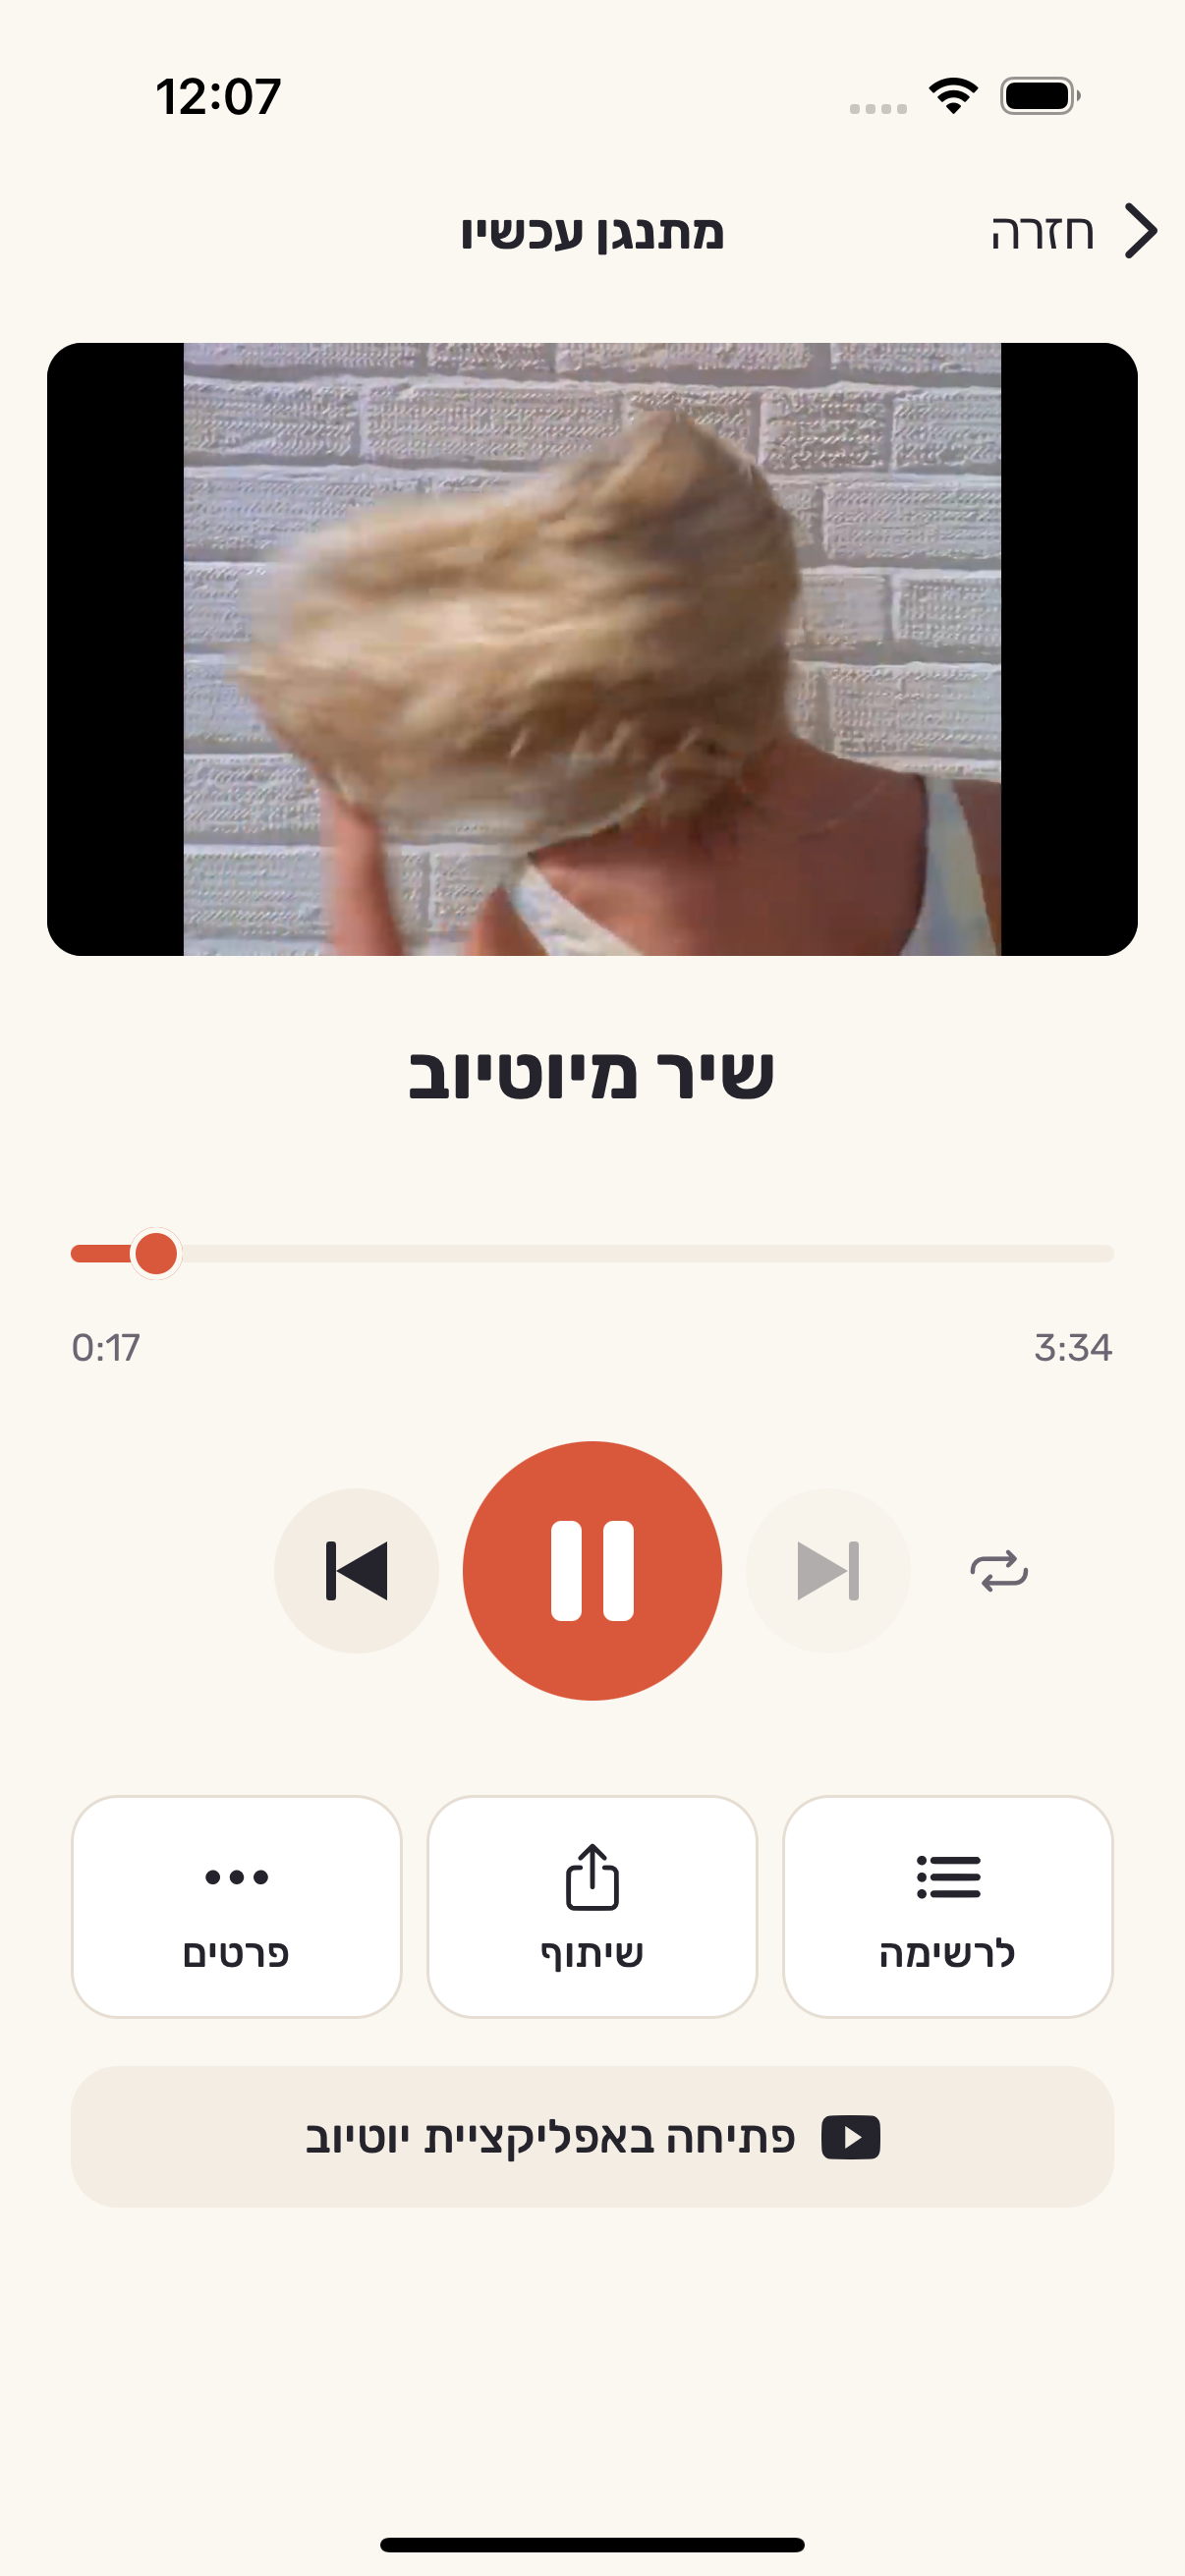 12:07
חזרה
מתנגן עכשיו
שיר מיוטיוב
0:17
3:34
לרשימה
שיתוף
פרטים
פתיחה באפליקציית יוטיוב